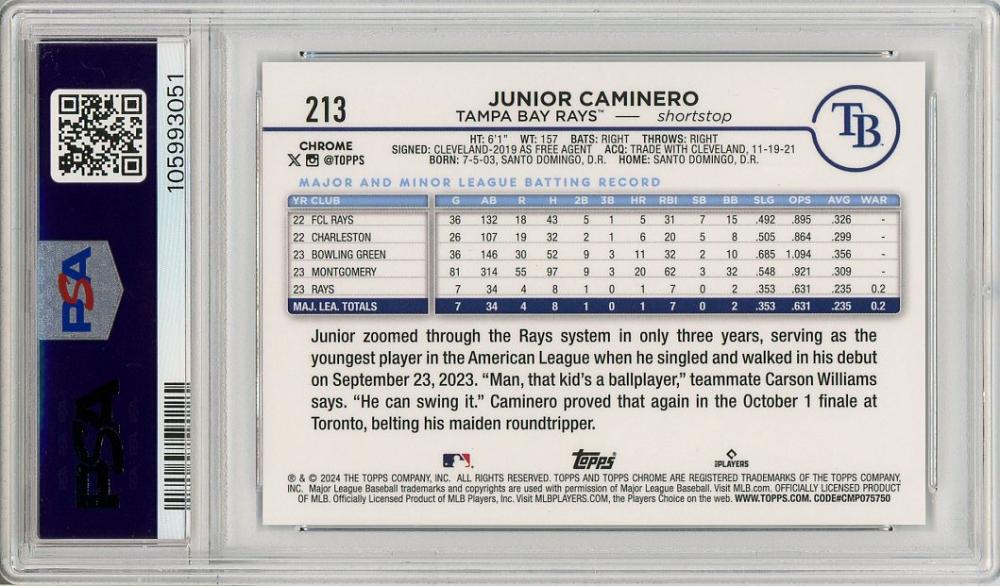 105993051
PSA
PSA
213
JUNIOR CAMINERO
TAMPA BAY RAYS™ — shortstop
TB
CHROME
X @TOPPS
HT: 6'1" WT: 157 BATS: RIGHT THROWS: RIGHT
SIGNED: CLEVELAND-2019 AS FREE AGENT ACQ: TRADE WITH CLEVELAND, 11-19-21
BORN: 7-5-03, SANTO DOMINGO, D.R. HOME: SANTO DOMINGO, D.R.
MAJOR AND MINOR LEAGUE BATTING RECORD
YR CLUB G AB R H 2B 3B HR RBI SB BB SLG OPS AVG WAR
22 FCL RAYS 36 132 18 43 5 1 5 31 7 15 .492 .895 .326 -
22 CHARLESTON 26 107 19 32 2 1 6 20 5 8 .505 .864 .299 -
23 BOWLING GREEN 36 146 30 52 9 3 11 32 2 10 .685 1.094 .356 -
23 MONTGOMERY 81 314 55 97 9 3 20 62 3 32 .548 .921 .309 -
23 RAYS 7 34 4 8 1 0 1 7 0 2 .353 .631 .235 0.2
MAJ. LEA. TOTALS 7 34 4 8 1 0 1 7 0 2 .353 .631 .235 0.2
Junior zoomed through the Rays system in only three years, serving as the
youngest player in the American League when he singled and walked in his debut
on September 23, 2023. “Man, that kid’s a ballplayer,” teammate Carson Williams
says. “He can swing it.” Caminero proved that again in the October 1 finale at
Toronto, belting his maiden roundtripper.
Topps
PLAYERS
® & © 2024 THE TOPPS COMPANY, INC. ALL RIGHTS RESERVED. TOPPS AND TOPPS CHROME ARE REGISTERED TRADEMARKS OF THE TOPPS COMPANY,
INC. Major League Baseball trademarks and copyrights are used with permission of Major League Baseball. Visit MLB.com. OFFICIALLY LICENSED PRODUCT
OF MLB. Officially Licensed Product of MLB Players, Inc. Visit MLBPLAYERS.COM, the Players Choice on the web. WWW.TOPPS.COM. CODE#CMP075750